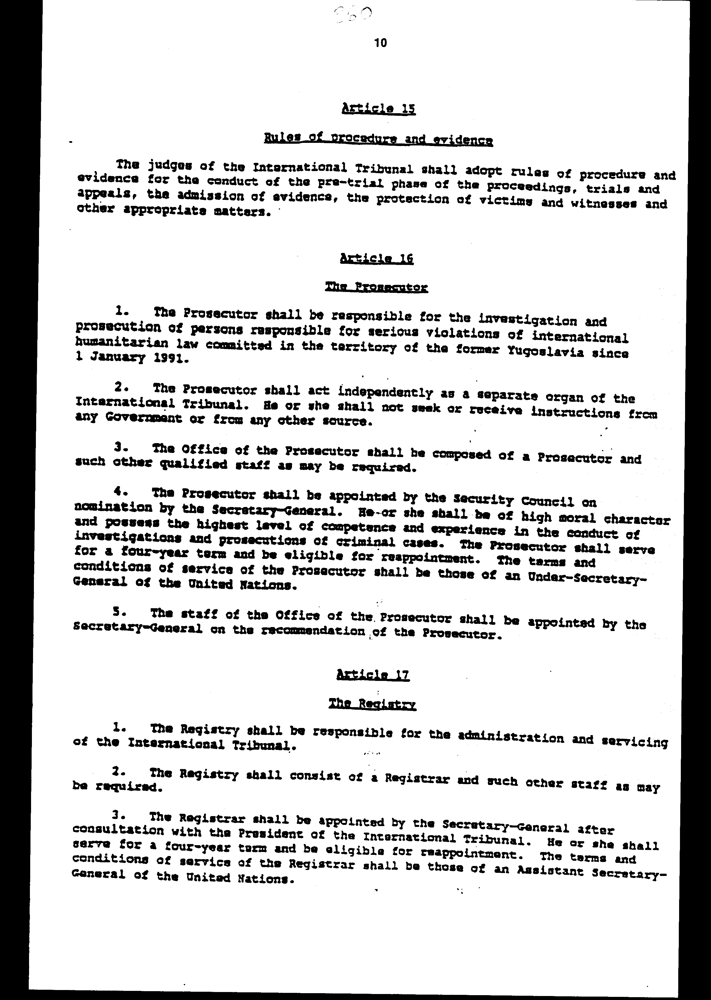 960
10
Article 15
Rules of procedure and evidence
The judges of the International Tribunal shall adopt rules of procedure and
evidence for the conduct of the pre-trial phase of the proceedings, trials and
appeals, the admission of evidence, the protection of victims and witnesses and
other appropriate matters.
Article 16
The Prosecutor
1. The Prosecutor shall be responsible for the investigation and
prosecution of persons responsible for serious violations of international
humanitarian law committed in the territory of the former Yugoslavia since
1 January 1991.
2. The Prosecutor shall act independently as a separate organ of the
International Tribunal. He or she shall not seek or receive instructions from
any Government or from any other source.
3. The Office of the Prosecutor shall be composed of a Prosecutor and
such other qualified staff as may be required.
4. The Prosecutor shall be appointed by the Security Council on
nomination by the Secretary-General. He or she shall be of high moral character
and possess the highest level of competence and experience in the conduct of
investigations and prosecutions of criminal cases. The Prosecutor shall serve
for a four-year term and be eligible for reappointment. The terms and
conditions of service of the Prosecutor shall be those of an Under-Secretary-
General of the United Nations.
5. The staff of the Office of the Prosecutor shall be appointed by the
Secretary-General on the recommendation of the Prosecutor.
Article 17
The Registry
1. The Registry shall be responsible for the administration and servicing
of the International Tribunal.
2. The Registry shall consist of a Registrar and such other staff as may
be required.
3. The Registrar shall be appointed by the Secretary-General after
consultation with the President of the International Tribunal. He or she shall
serve for a four-year term and be eligible for reappointment. The terms and
conditions of service of the Registrar shall be those of an Assistant Secretary-
General of the United Nations.